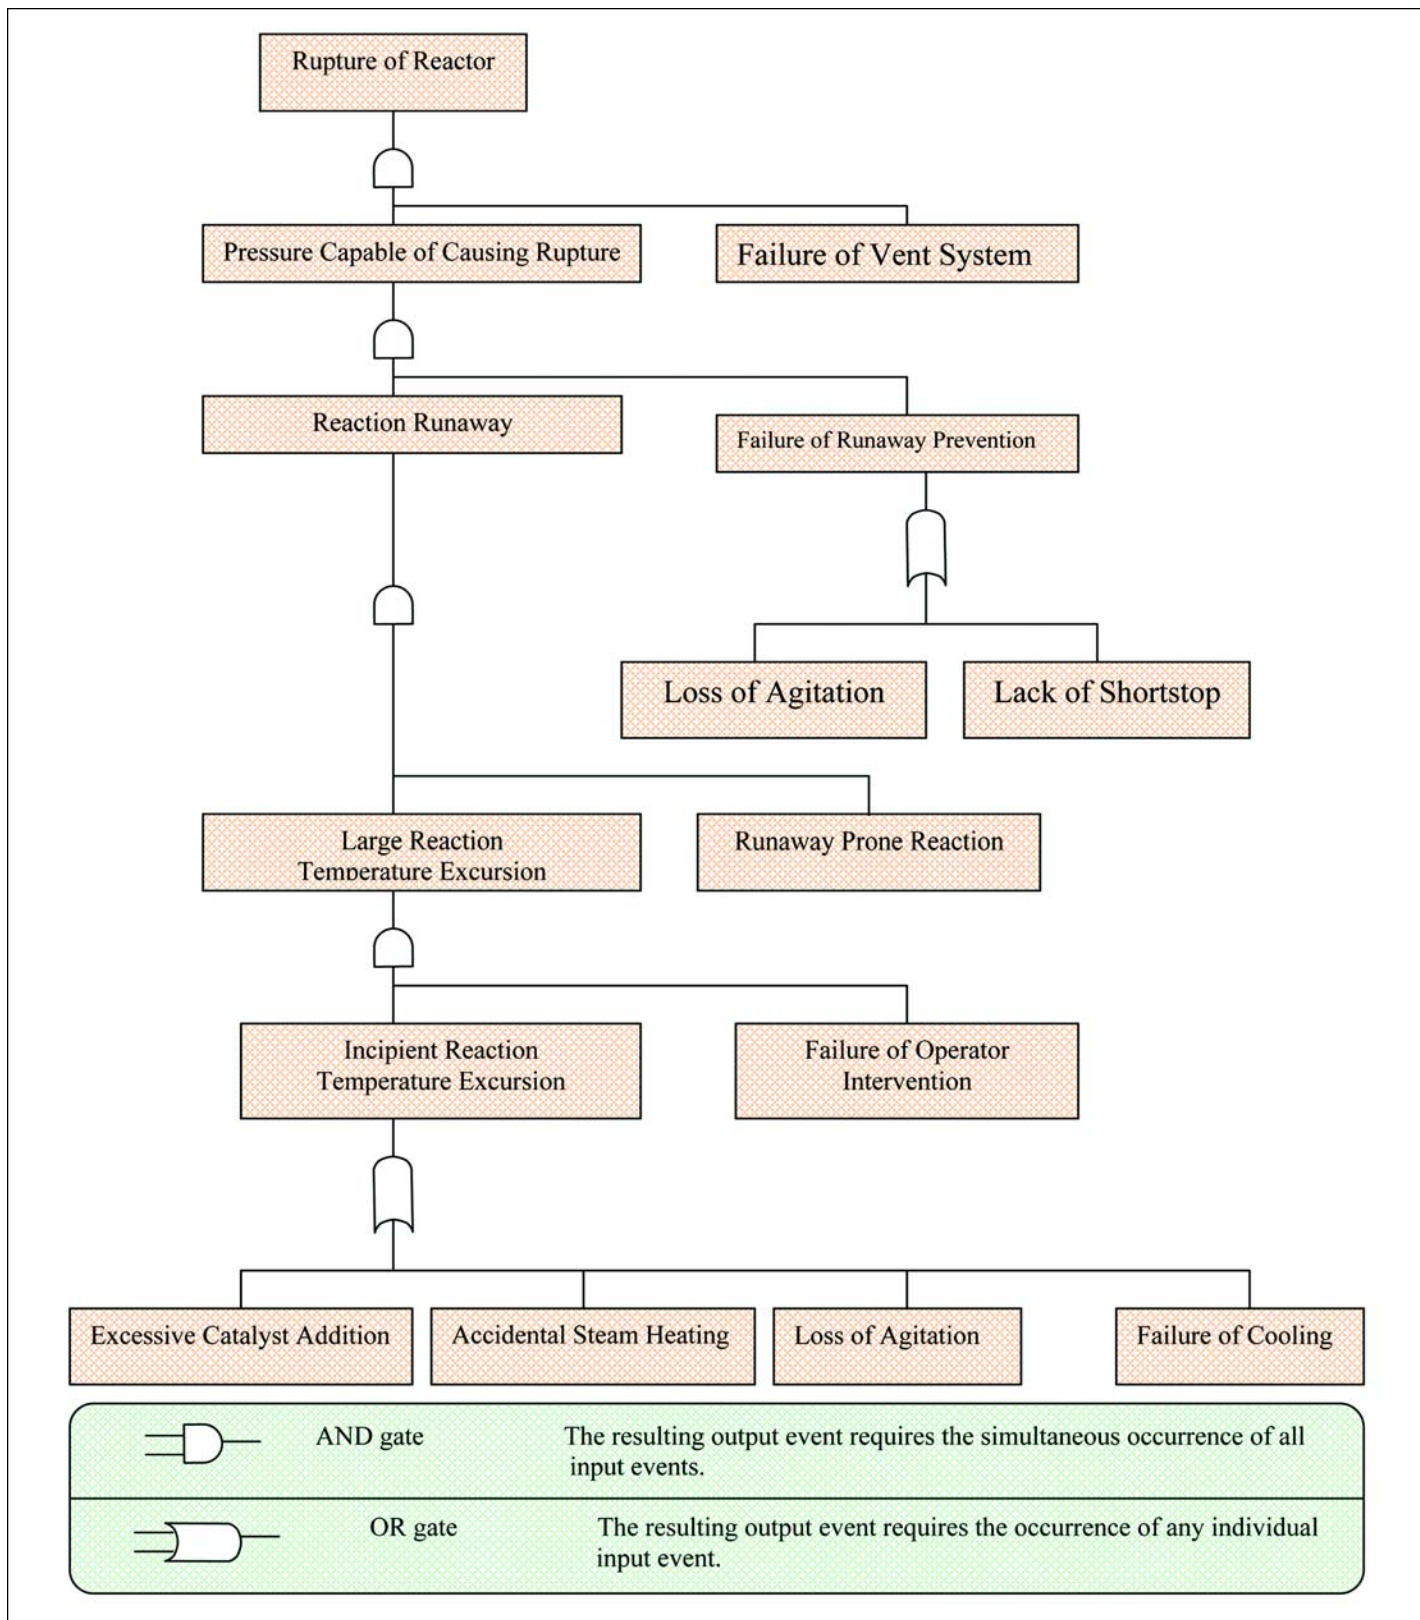 Rupture of Reactor
Pressure Capable of Causing Rupture
Failure of Vent System
Reaction Runaway
Failure of Runaway Prevention
Loss of Agitation
Lack of Shortstop
Large Reaction
Temperature Excursion
Runaway Prone Reaction
Incipient Reaction
Temperature Excursion
Failure of Operator
Intervention
Excessive Catalyst Addition
Accidental Steam Heating
Loss of Agitation
Failure of Cooling
AND gate
The resulting output event requires the simultaneous occurrence of all
input events.
OR gate
The resulting output event requires the occurrence of any individual
input event.